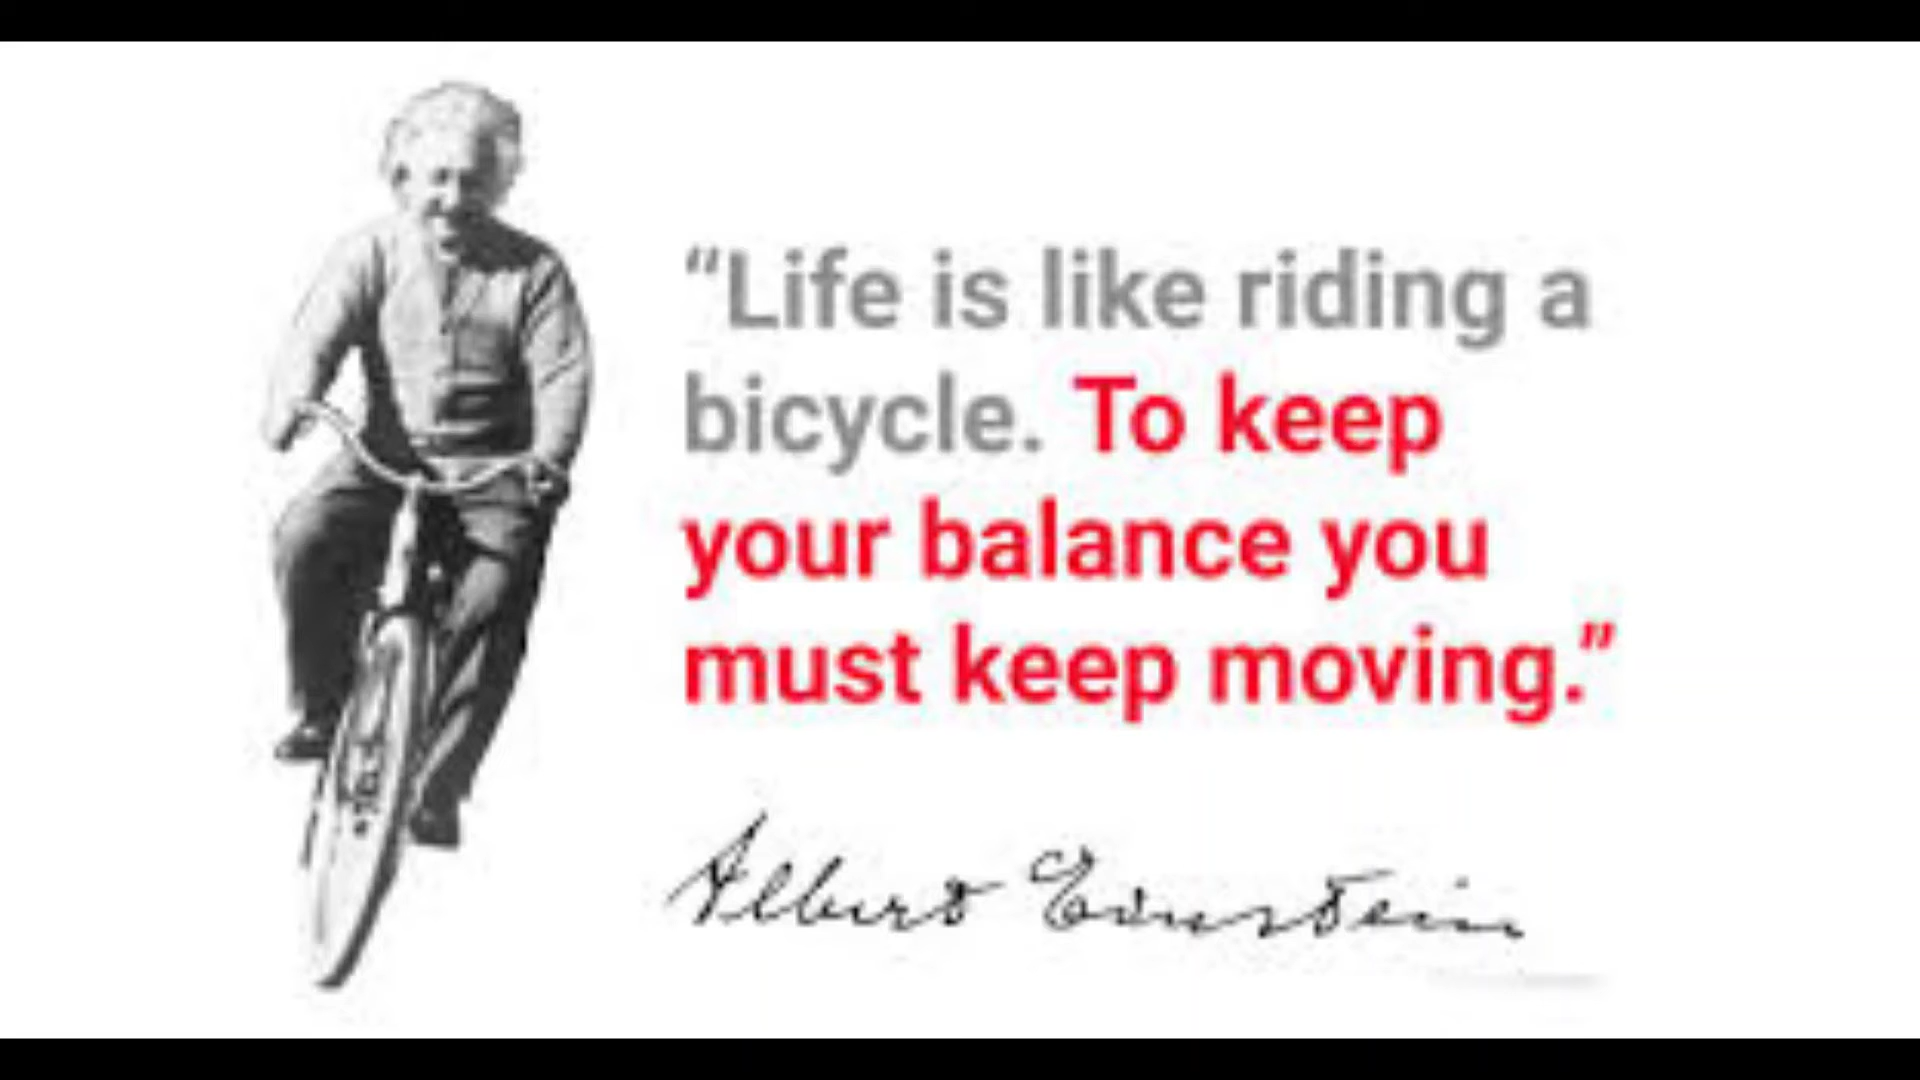 “Life is like riding a
bicycle. To keep
your balance you
must keep moving.”
Albert Einstein